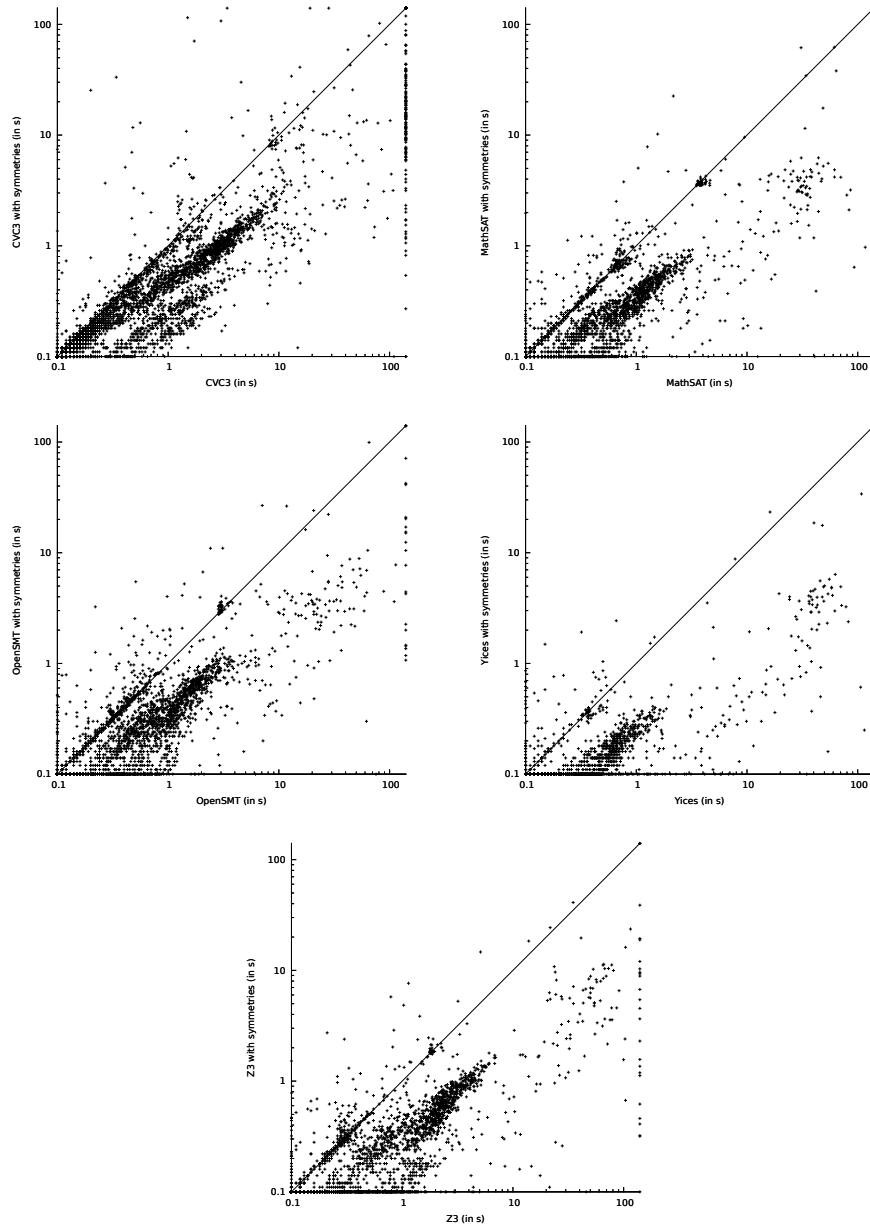 CVC3 with symmetries (in s)
100
10
1
0.1
0.1 1 10 100
CVC3 (in s)
MathSAT with symmetries (in s)
100
10
1
0.1
0.1 1 10 100
MathSAT (in s)
OpenSMT with symmetries (in s)
100
10
1
0.1
0.1 1 10 100
OpenSMT (in s)
Yices with symmetries (in s)
100
10
1
0.1
0.1 1 10 100
Yices (in s)
Z3 with symmetries (in s)
100
10
1
0.1
0.1 1 10 100
Z3 (in s)